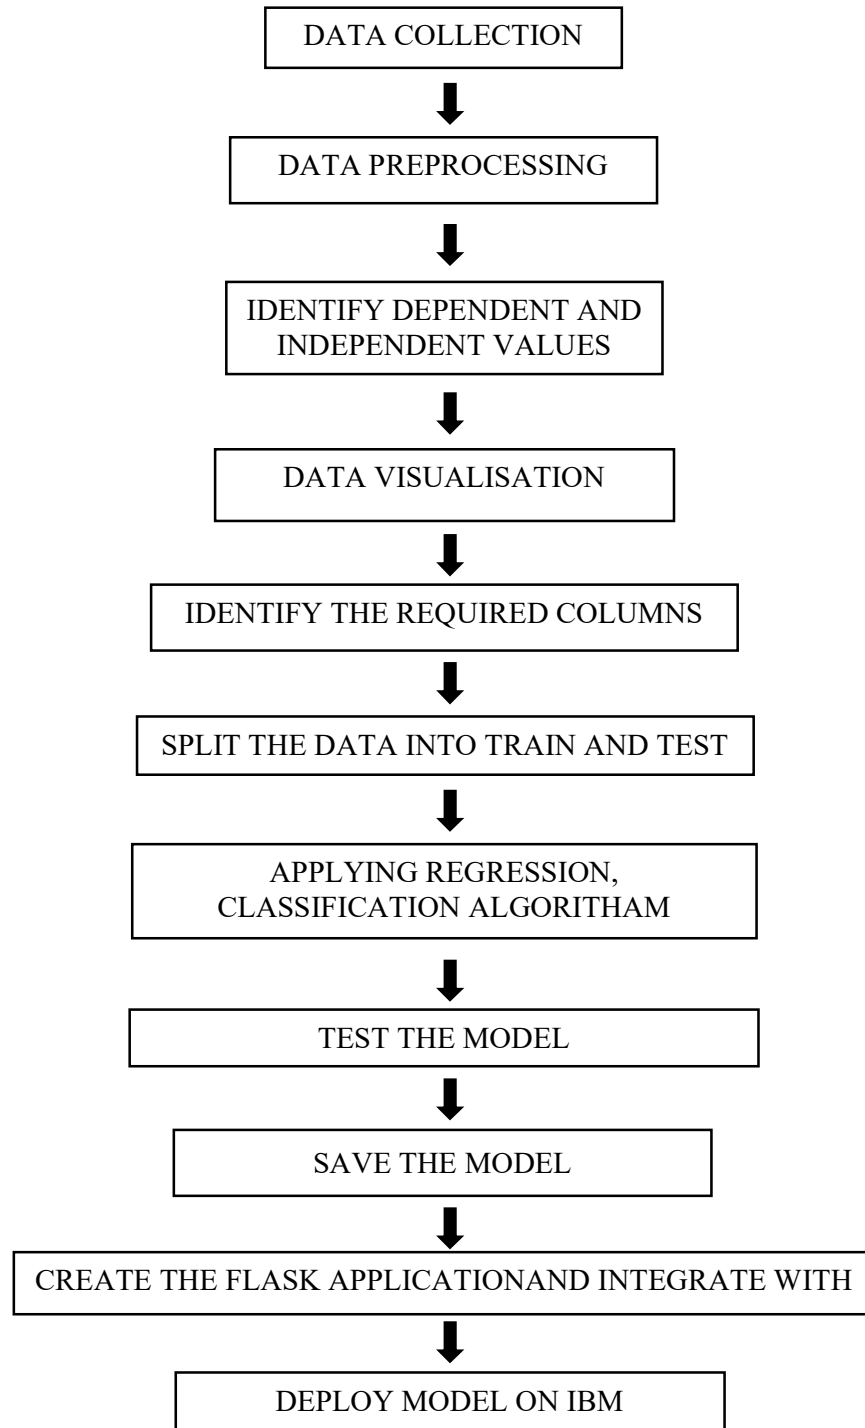 DATA COLLECTION
DATA PREPROCESSING
IDENTIFY DEPENDENT AND
INDEPENDENT VALUES
DATA VISUALISATION
IDENTIFY THE REQUIRED COLUMNS
SPLIT THE DATA INTO TRAIN AND TEST
APPLYING REGRESSION,
CLASSIFICATION ALGORITHAM
TEST THE MODEL
SAVE THE MODEL
CREATE THE FLASK APPLICATIONAND INTEGRATE WITH
DEPLOY MODEL ON IBM